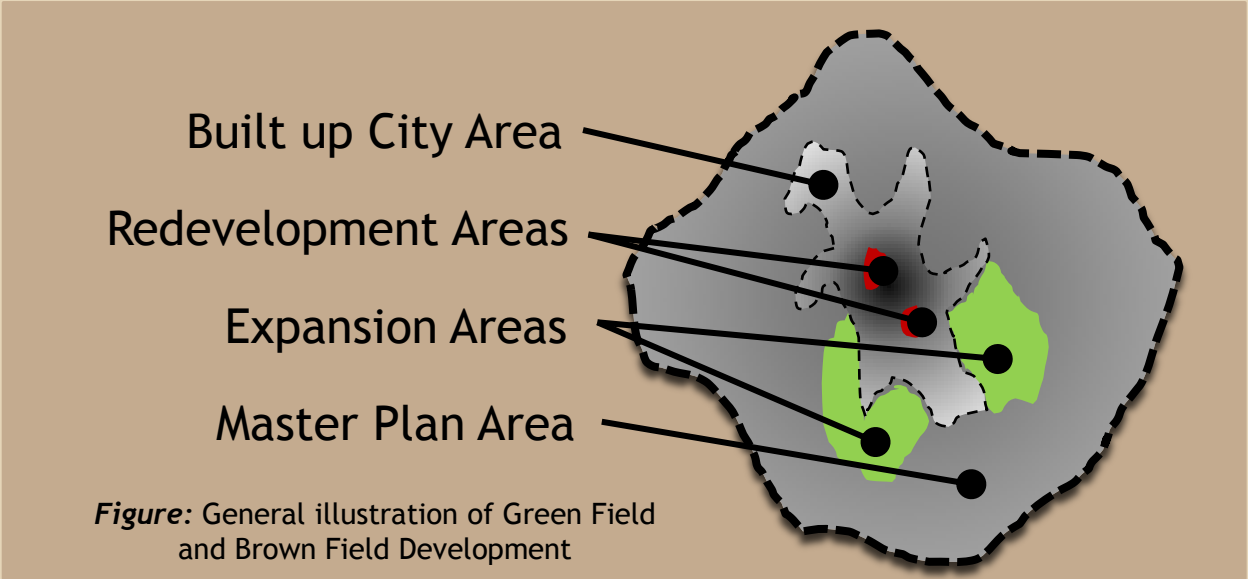 Built up City Area
Redevelopment Areas
Expansion Areas
Master Plan Area
Figure: General illustration of Green Field
and Brown Field Development